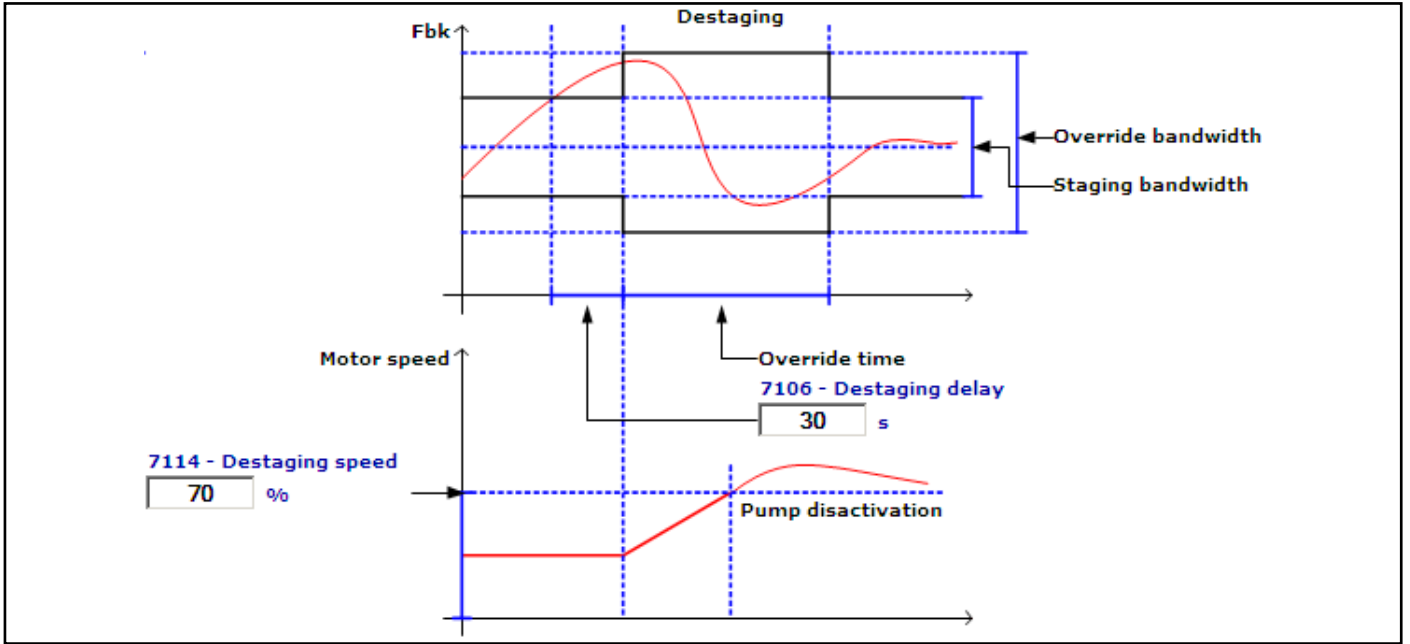 Destaging
Fbk
Override bandwidth
Staging bandwidth
Motor speed
Override time
7106 - Destaging delay
30 s
7114 - Destaging speed
70 %
Pump disactivation